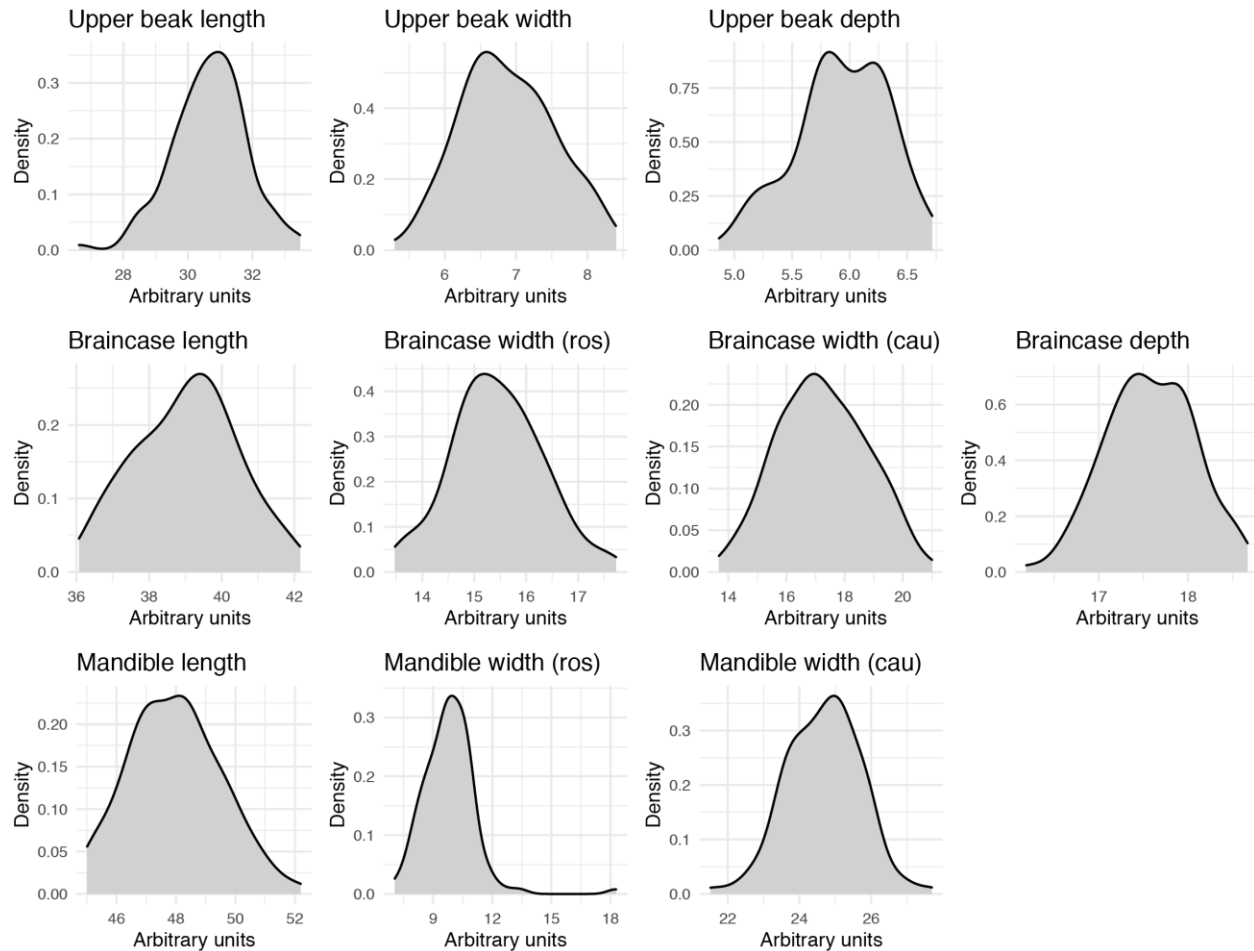 Upper beak length
Density
0.3
0.2
0.1
0.0
28 30 32
Arbitrary units
Upper beak width
Density
0.4
0.2
0.0
6 7 8
Arbitrary units
Upper beak depth
Density
0.75
0.50
0.25
0.00
5.0 5.5 6.0 6.5
Arbitrary units
Braincase length
Density
0.2
0.1
0.0
36 38 40 42
Arbitrary units
Braincase width (ros)
Density
0.4
0.3
0.2
0.1
0.0
14 15 16 17
Arbitrary units
Braincase width (cau)
Density
0.20
0.15
0.10
0.05
0.00
14 16 18 20
Arbitrary units
Braincase depth
Density
0.6
0.4
0.2
0.0
17 18
Arbitrary units
Mandible length
Density
0.20
0.15
0.10
0.05
0.00
46 48 50 52
Arbitrary units
Mandible width (ros)
Density
0.3
0.2
0.1
0.0
9 12 15 18
Arbitrary units
Mandible width (cau)
Density
0.3
0.2
0.1
0.0
22 24 26
Arbitrary units